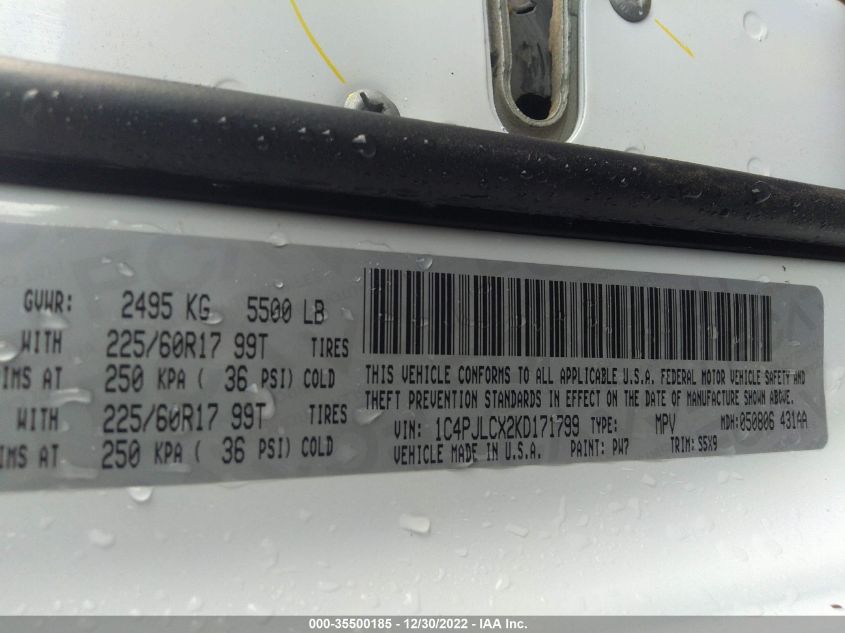 GVWR: 2495 KG 5500 LB
WITH 225/60R17 99T TIRES
IMS AT 250 KPA ( 36 PSI) COLD
WITH 225/60R17 99T TIRES
IMS AT 250 KPA ( 36 PSI) COLD
THIS VEHICLE CONFORMS TO ALL APPLICABLE U.S.A. FEDERAL MOTOR VEHICLE SAFETY AND
THEFT PREVENTION STANDARDS IN EFFECT ON THE DATE OF MANUFACTURE SHOWN ABOVE.
VIN: 1C4PJLCX2KD171799 TYPE: MPV MDH:050806 431AA
VEHICLE MADE IN U.S.A. PAINT: PW7 TRIM: S5X9
000-35500185 - 12/30/2022 - IAA Inc.